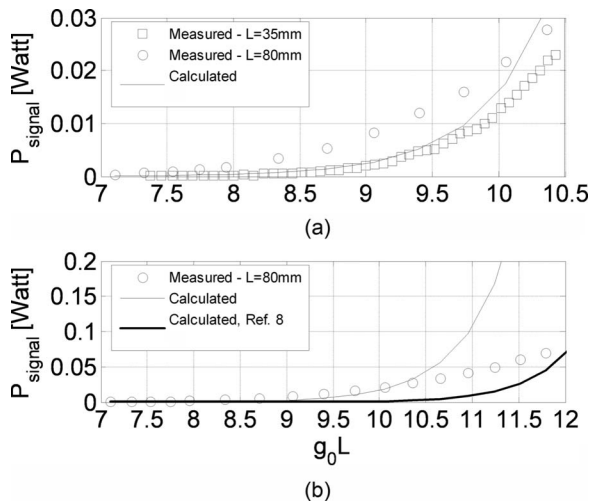 0.03
0.02
0.01
0
P_signal [Watt]
Measured - L=35mm
Measured - L=80mm
Calculated
7 7.5 8 8.5 9 9.5 10 10.5
(a)
0.2
0.15
0.1
0.05
0
P_signal [Watt]
Measured - L=80mm
Calculated
Calculated, Ref. 8
7 7.5 8 8.5 9 9.5 10 10.5 11 11.5 12
g₀L
(b)